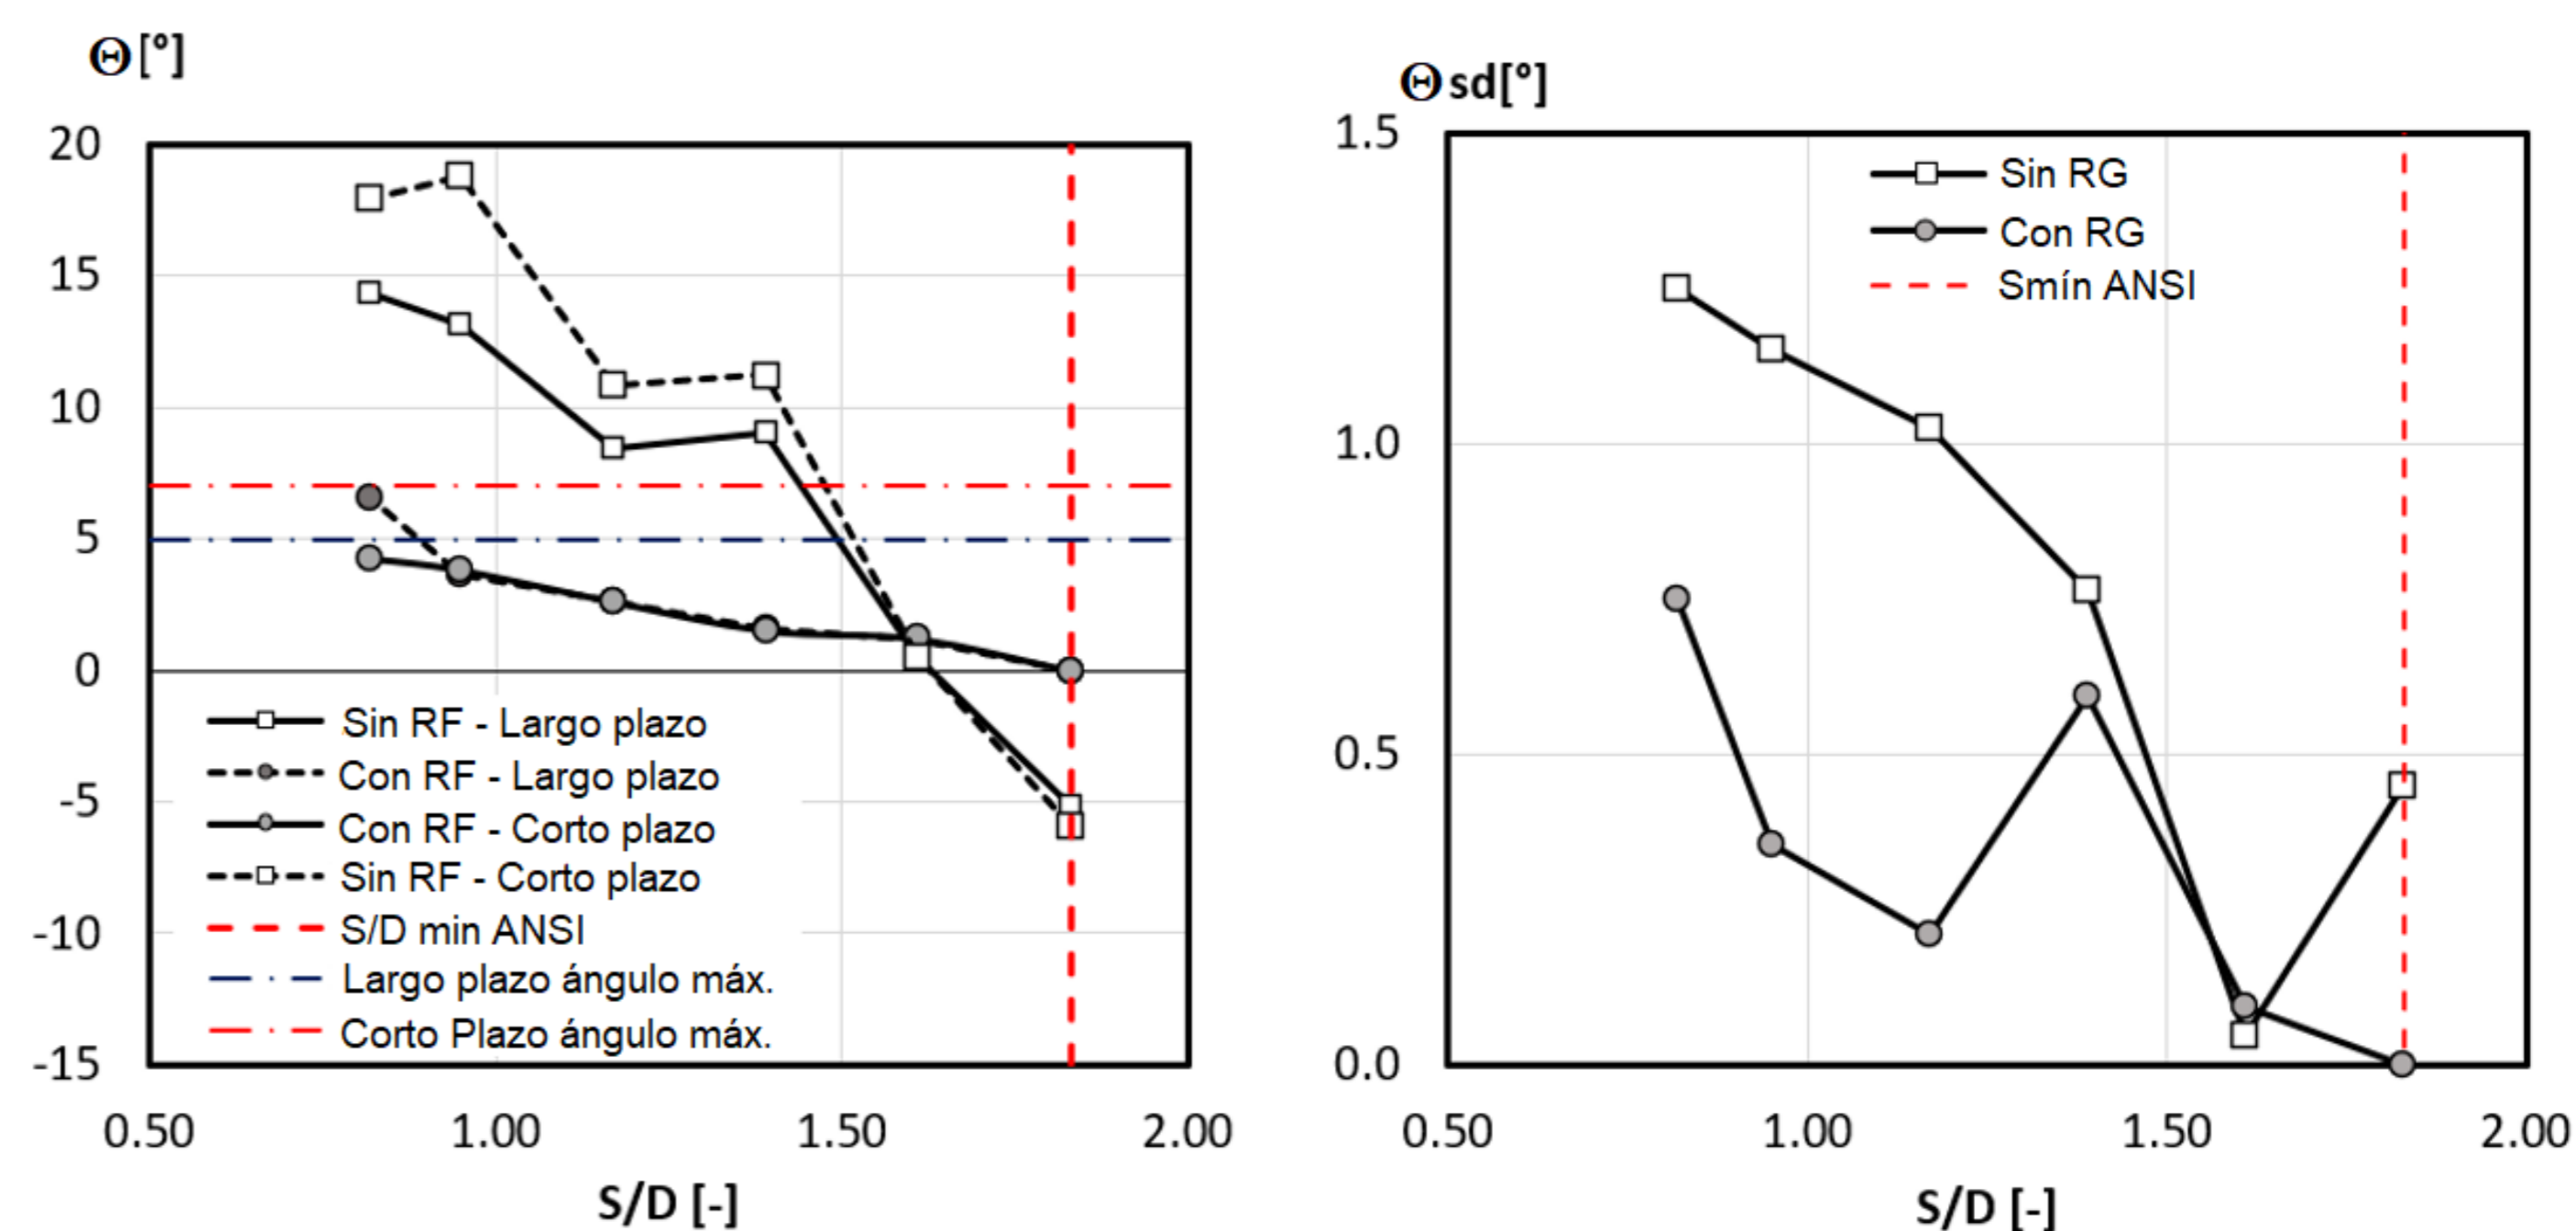 Θ[°]
20
15
10
5
0
-5
-10
-15
0.50
1.00
1.50
2.00
S/D [-]
Sin RF - Largo plazo
Con RF - Largo plazo
Con RF - Corto plazo
Sin RF - Corto plazo
S/D min ANSI
Largo plazo ángulo máx.
Corto Plazo ángulo máx.
Θsd[°]
1.5
1.0
0.5
0.0
0.50
1.00
1.50
2.00
S/D [-]
Sin RG
Con RG
Smín ANSI